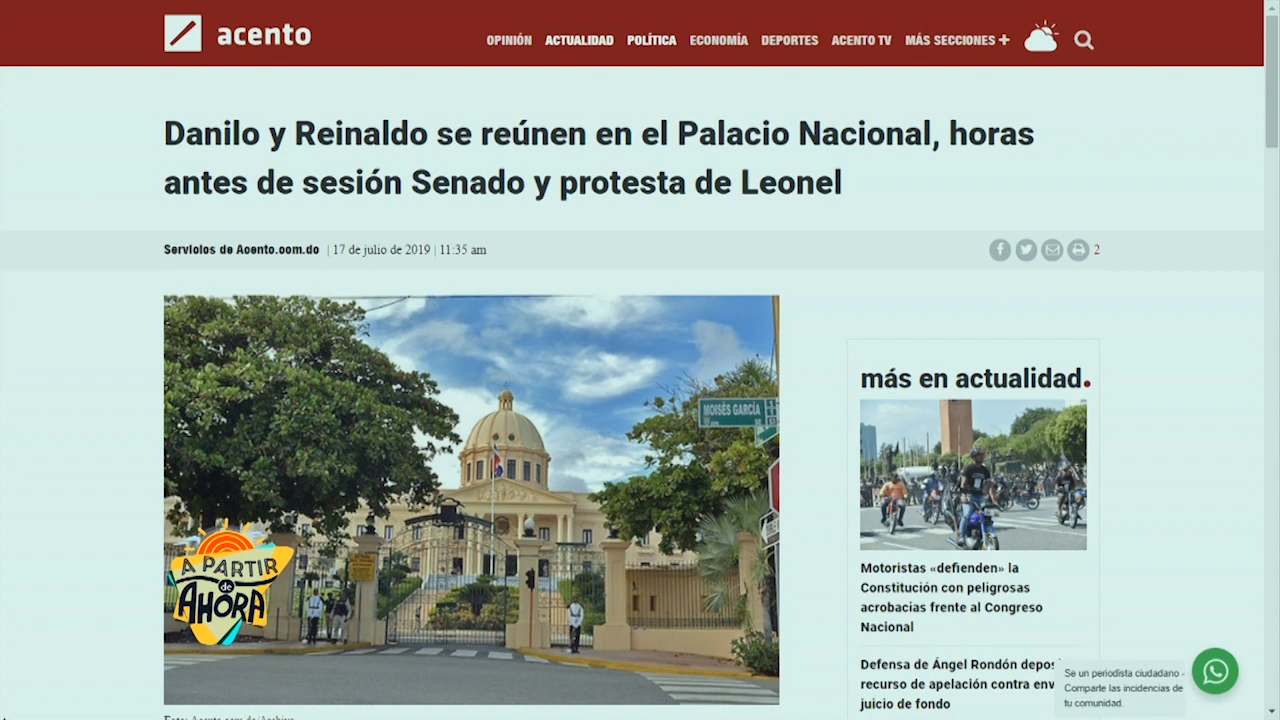 acento
OPINIÓN ACTUALIDAD POLÍTICA ECONOMÍA DEPORTES ACENTO TV MÁS SECCIONES +
Danilo y Reinaldo se reúnen en el Palacio Nacional, horas
antes de sesión Senado y protesta de Leonel
Servicios de Acento.com.do | 17 de julio de 2019 | 11:35 am
2
MOISÉS GARCÍA
A PARTIR
de
AHORA
más en actualidad.
Motoristas «defienden» la
Constitución con peligrosas
acrobacias frente al Congreso
Nacional
Defensa de Ángel Rondón
recurso de apelación contra
juicio de fondo
Se un periodista ciudadano -
Comparte las incidencias de
tu comunidad.